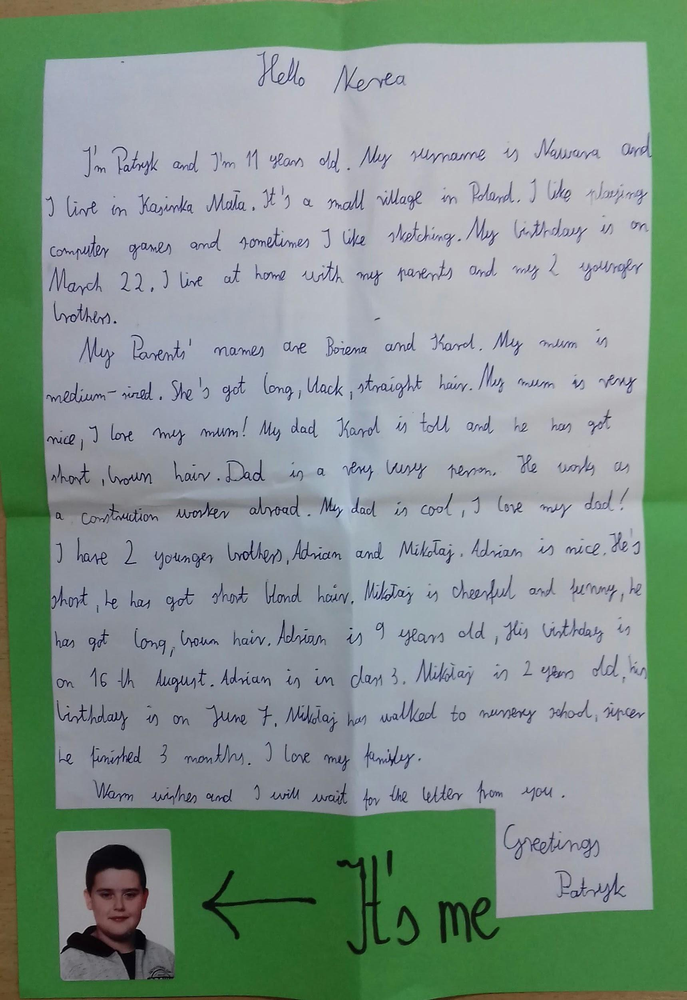 Hello Nerea
I'm Patryk and I'm 11 years old. My surname is Nawara and
I live in Kasinka Mała. It's a small village in Poland. I like playing
computer games and sometimes I like sketching. My birthday is on
March 22. I live at home with my parents and my 2 younger
brothers.
My Parents' names are Bożena and Karol. My mum is
medium-sized. She's got long, black, straight hair. My mum is very
nice, I love my mum! My dad Karol is toll and he has got
short, broun hair. Dad is a very busy person. He works as
a construction worker abroad. My dad is cool, I love my dad!
I have 2 younger brothers, Adrian and Mikołaj. Adrian is nice. He's
short, he has got short blond hair. Mikołaj is cheerful and funny, he
has got long, broun hair. Adrian is 9 years old, His birthday is
on 16 th August. Adrian is in class 3. Mikołaj is 2 years old, his
birthday is on June 7. Mikołaj has walked to nursery school,
he finished 3 months. I love my family.
Warm wishes and I will wait for the letter from you.
Greetings
Patryk
It's me